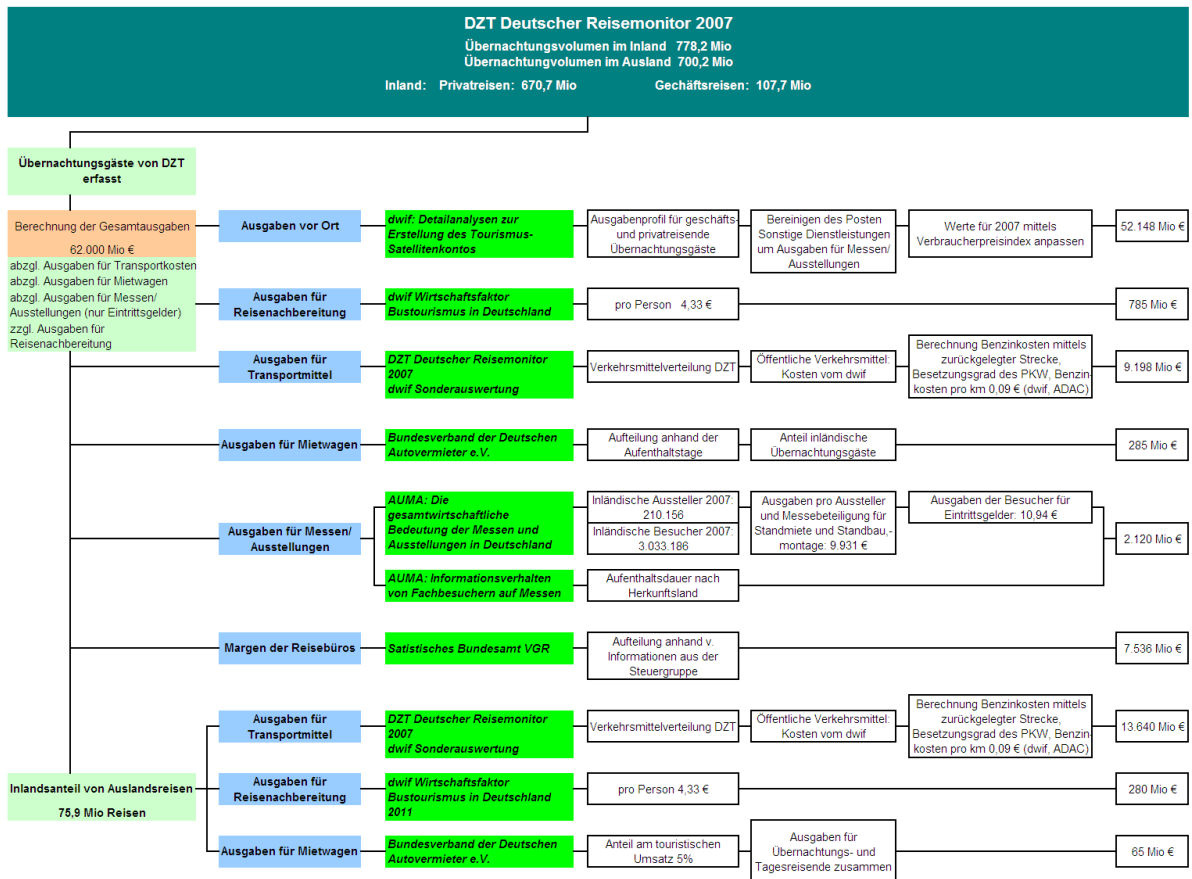 DZT Deutscher Reisemonitor 2007
Übernachtungsvolumen im Inland 778,2 Mio
Übernachtungvolumen im Ausland 700,2 Mio
Inland: Privatreisen: 670,7 Mio Gechäftsreisen: 107,7 Mio
Übernachtungsgäste von DZT
erfasst
Berechnung der Gesamtausgaben
62.000 Mio €
abzgl. Ausgaben für Transportkosten
abzgl. Ausgaben für Mietwagen
abzgl. Ausgaben für Messen/
Ausstellungen (nur Eintrittsgelder)
zzgl. Ausgaben für
Reisenachbereitung
Ausgaben vor Ort
dwif: Detailanalysen zur
Erstellung des Tourismus-
Satellitenkontos
Ausgabenprofil für geschäfts-
und privatreisende
Übernachtungsgäste
Bereinigen des Posten
Sonstige Dienstleistungen
um Ausgaben für Messen/
Ausstellungen
Werte für 2007 mittels
Verbraucherpreisindex anpassen
52.148 Mio €
Ausgaben für
Reisenachbereitung
dwif Wirtschaftsfaktor
Bustourismus in Deutschland
pro Person 4,33 €
785 Mio €
Ausgaben für
Transportmittel
DZT Deutscher Reisemonitor
2007
dwif Sonderauswertung
Verkehrsmittelverteilung DZT
Öffentliche Verkehrsmittel:
Kosten vom dwif
Berechnung Benzinkosten mittels
zurückgelegter Strecke,
Besetzungsgrad des PKW, Benzin-
kosten pro km 0,09 € (dwif, ADAC)
9.198 Mio €
Ausgaben für Mietwagen
Bundesverband der Deutschen
Autovermieter e.V.
Aufteilung anhand der
Aufenthaltstage
Anteil inländische
Übernachtungsgäste
285 Mio €
Ausgaben für Messen/
Ausstellungen
AUMA: Die
gesamtwirtschaftliche
Bedeutung der Messen und
Ausstellungen in Deutschland
Inländische Aussteller 2007:
210.156
Inländische Besucher 2007:
3.033.186
Ausgaben pro Aussteller
und Messebeteiligung für
Standmiete und Standbau,-
montage: 9.931 €
Ausgaben der Besucher für
Eintrittsgelder: 10,94 €
2.120 Mio €
AUMA: Informationsverhalten
von Fachbesuchern auf Messen
Aufenthaltsdauer nach
Herkunftsland
Margen der Reisebüros
Satistisches Bundesamt VGR
Aufteilung anhand v.
Informationen aus der
Steuergruppe
7.536 Mio €
Inlandsanteil von Auslandsreisen
75,9 Mio Reisen
Ausgaben für
Transportmittel
DZT Deutscher Reisemonitor
2007
dwif Sonderauswertung
Verkehrsmittelverteilung DZT
Öffentliche Verkehrsmittel:
Kosten vom dwif
Berechnung Benzinkosten mittels
zurückgelegter Strecke,
Besetzungsgrad des PKW, Benzin-
kosten pro km 0,09 € (dwif, ADAC)
13.640 Mio €
Ausgaben für
Reisenachbereitung
dwif Wirtschaftsfaktor
Bustourismus in Deutschland
2011
pro Person 4,33 €
280 Mio €
Ausgaben für Mietwagen
Bundesverband der Deutschen
Autovermieter e.V.
Anteil am touristischen
Umsatz 5%
Ausgaben für
Übernachtungs- und
Tagesreisende zusammen
65 Mio €